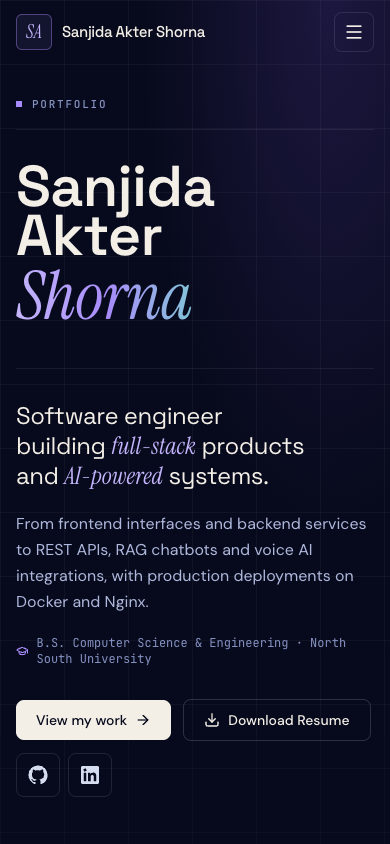 SA
Sanjida Akter Shorna
PORTFOLIO
Sanjida
Akter
Shorna
Software engineer
building full-stack products
and AI-powered systems.
From frontend interfaces and backend services
to REST APIs, RAG chatbots and voice AI
integrations, with production deployments on
Docker and Nginx.
B.S. Computer Science & Engineering · North
South University
View my work →
Download Resume
in